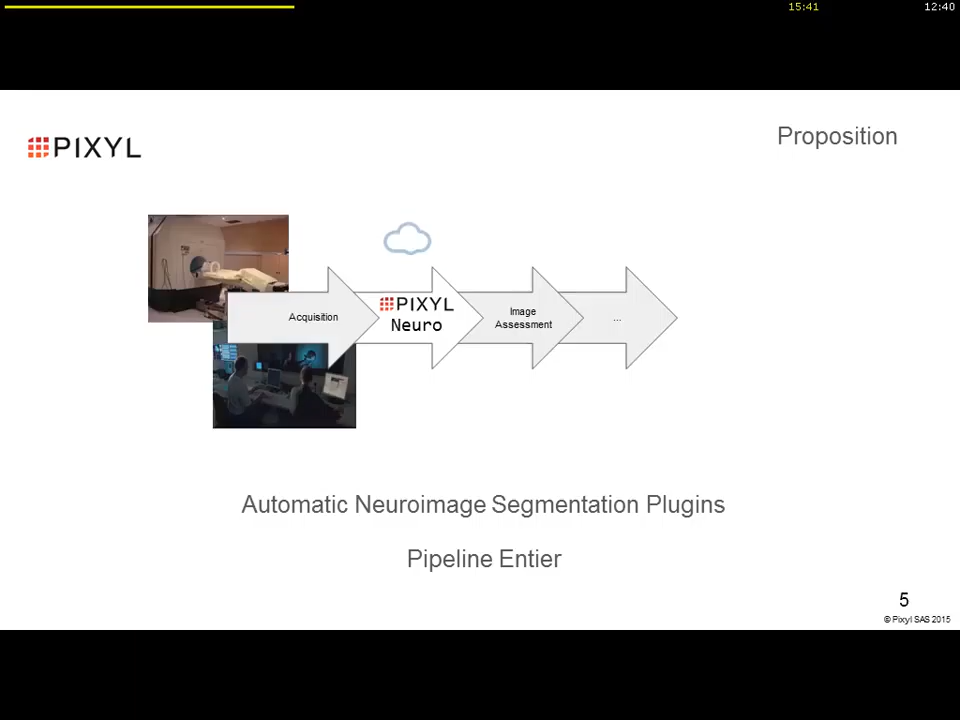 15:41
12:40
PIXYL
Proposition
Acquisition
PIXYL
Neuro
Image
Assessment
...
Automatic Neuroimage Segmentation Plugins
Pipeline Entier
5
© Pixyl SAS 2015